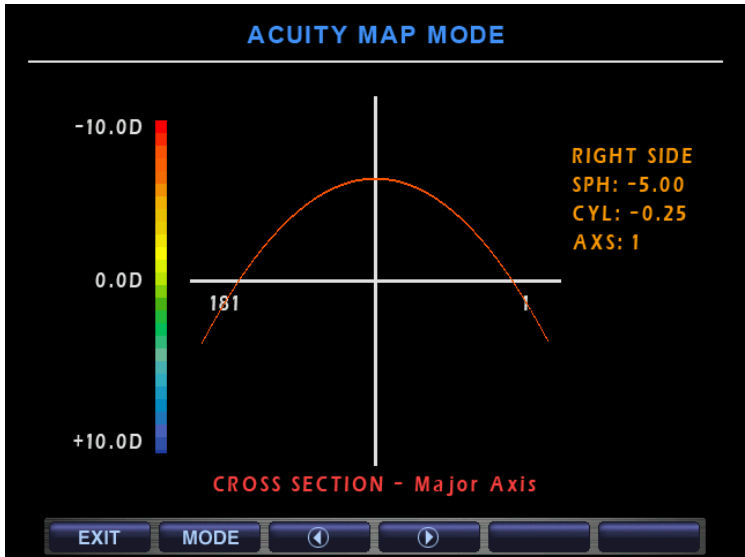 ACUITY MAP MODE
-10.0D
RIGHT SIDE
SPH: -5.00
CYL: -0.25
AXS: 1
0.0D
181
1
+10.0D
CROSS SECTION - Major Axis
EXIT MODE